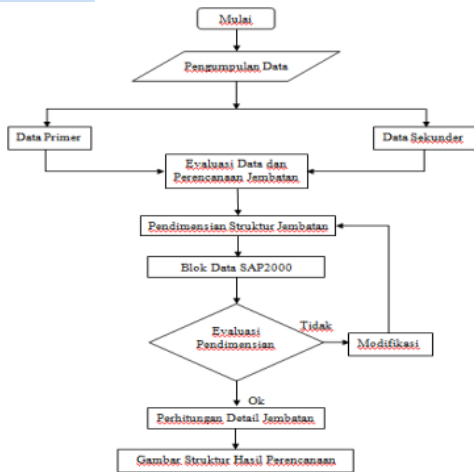 Mulai
Pengumpulan Data
Data Primer
Data Sekunder
Evaluasi Data dan
Perencanaan Jembatan
Pendimensian Struktur Jembatan
Blok Data SAP2000
Evaluasi
Pendimensian
Tidak
Modifikasi
Ok
Perhitungan Detail Jembatan
Gambar Struktur Hasil Perencanaan